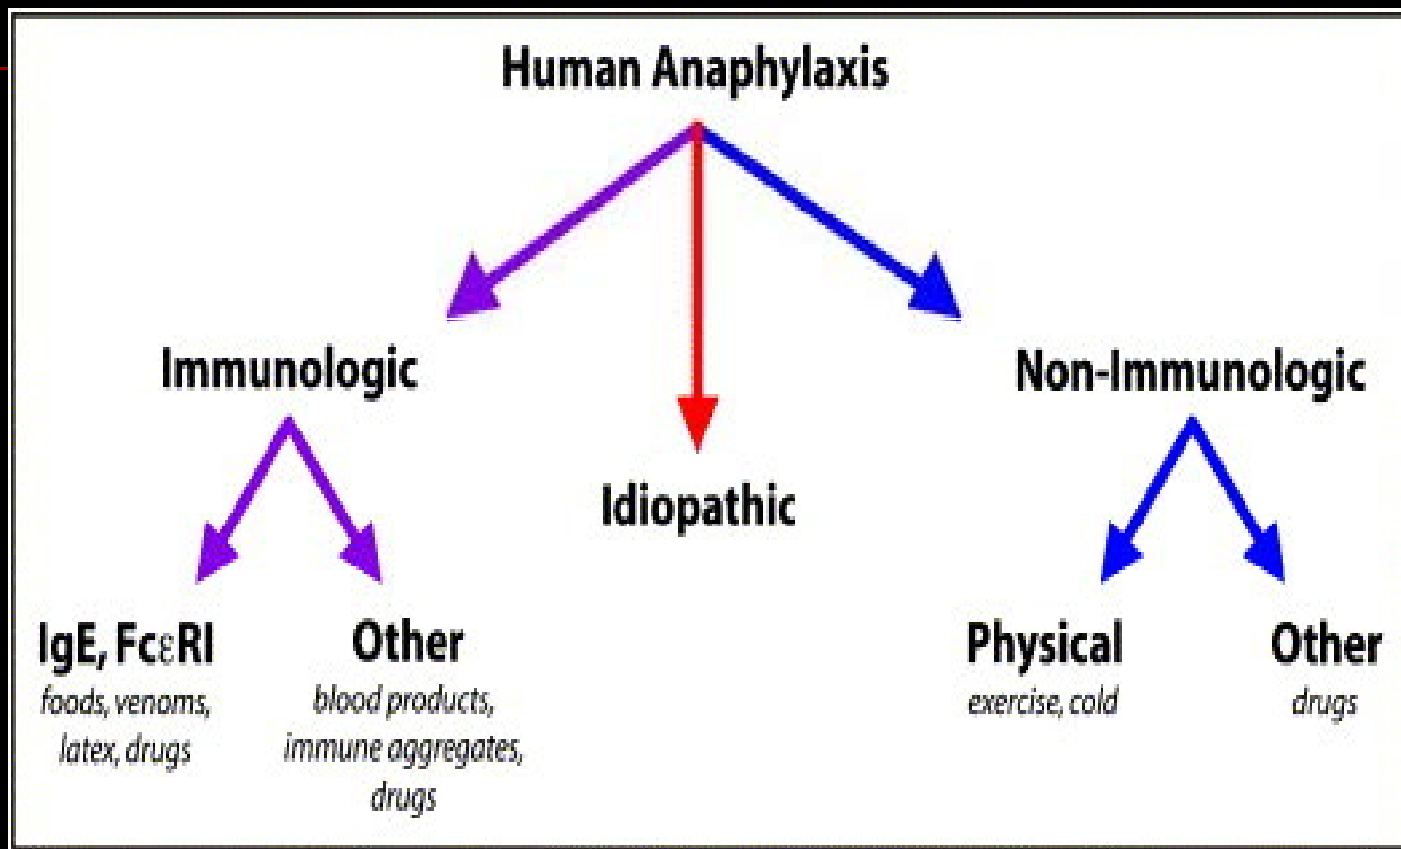 Human Anaphylaxis
Immunologic
Non-Immunologic
Idiopathic
IgE, FcεRI
foods, venoms,
latex, drugs
Other
blood products,
immune aggregates,
drugs
Physical
exercise, cold
Other
drugs